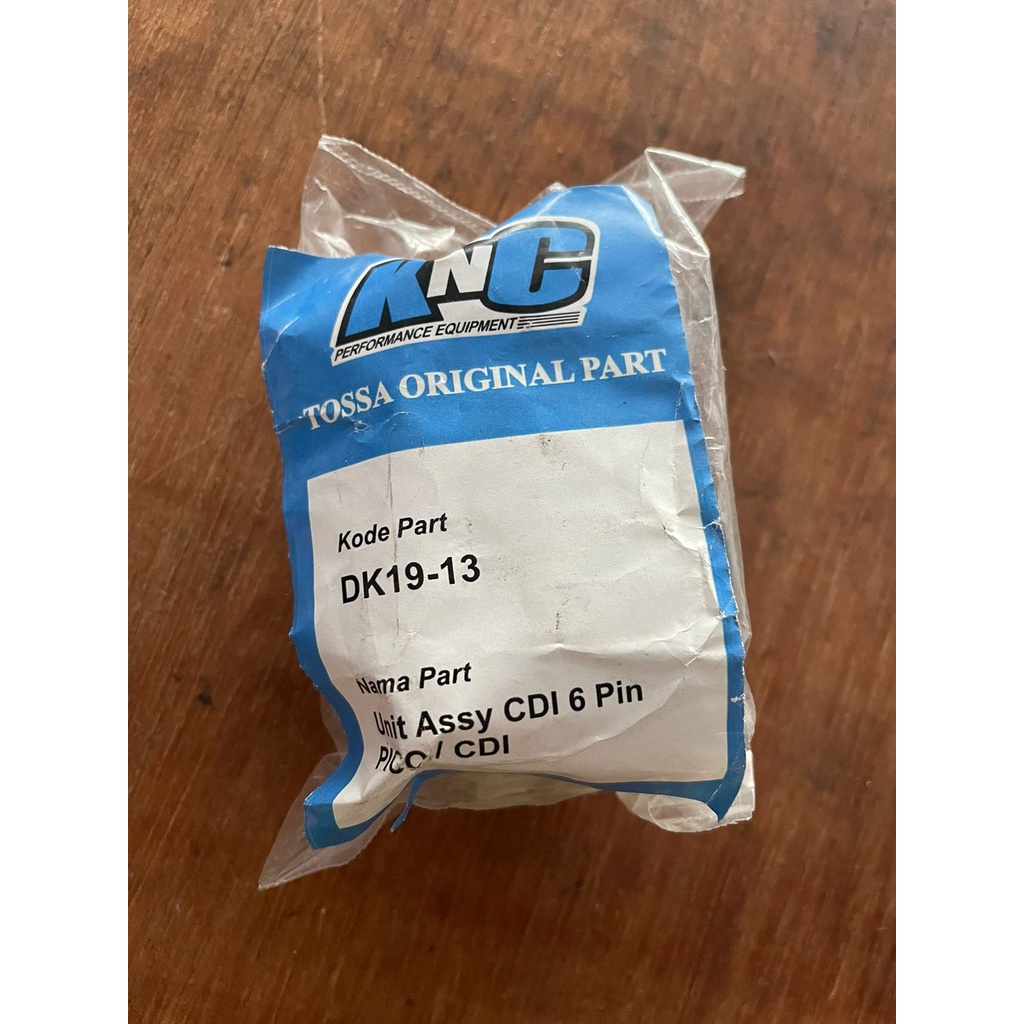 KNC
PERFORMANCE EQUIPMENT
TOSSA ORIGINAL PART
Kode Part
DK19-13
Nama Part
Unit Assy CDI 6 Pin
/ CDI